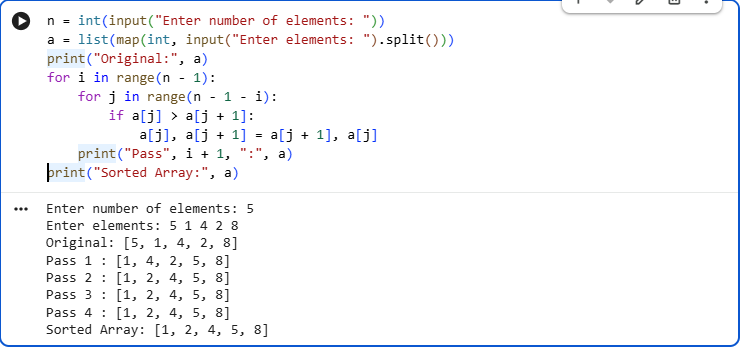 n = int(input("Enter number of elements: "))
a = list(map(int, input("Enter elements: ").split()))
print("Original:", a)
for i in range(n - 1):
    for j in range(n - 1 - i):
        if a[j] > a[j + 1]:
            a[j], a[j + 1] = a[j + 1], a[j]
    print("Pass", i + 1, ":", a)
print("Sorted Array:", a)
Enter number of elements: 5
Enter elements: 5 1 4 2 8
Original: [5, 1, 4, 2, 8]
Pass 1 : [1, 4, 2, 5, 8]
Pass 2 : [1, 2, 4, 5, 8]
Pass 3 : [1, 2, 4, 5, 8]
Pass 4 : [1, 2, 4, 5, 8]
Sorted Array: [1, 2, 4, 5, 8]